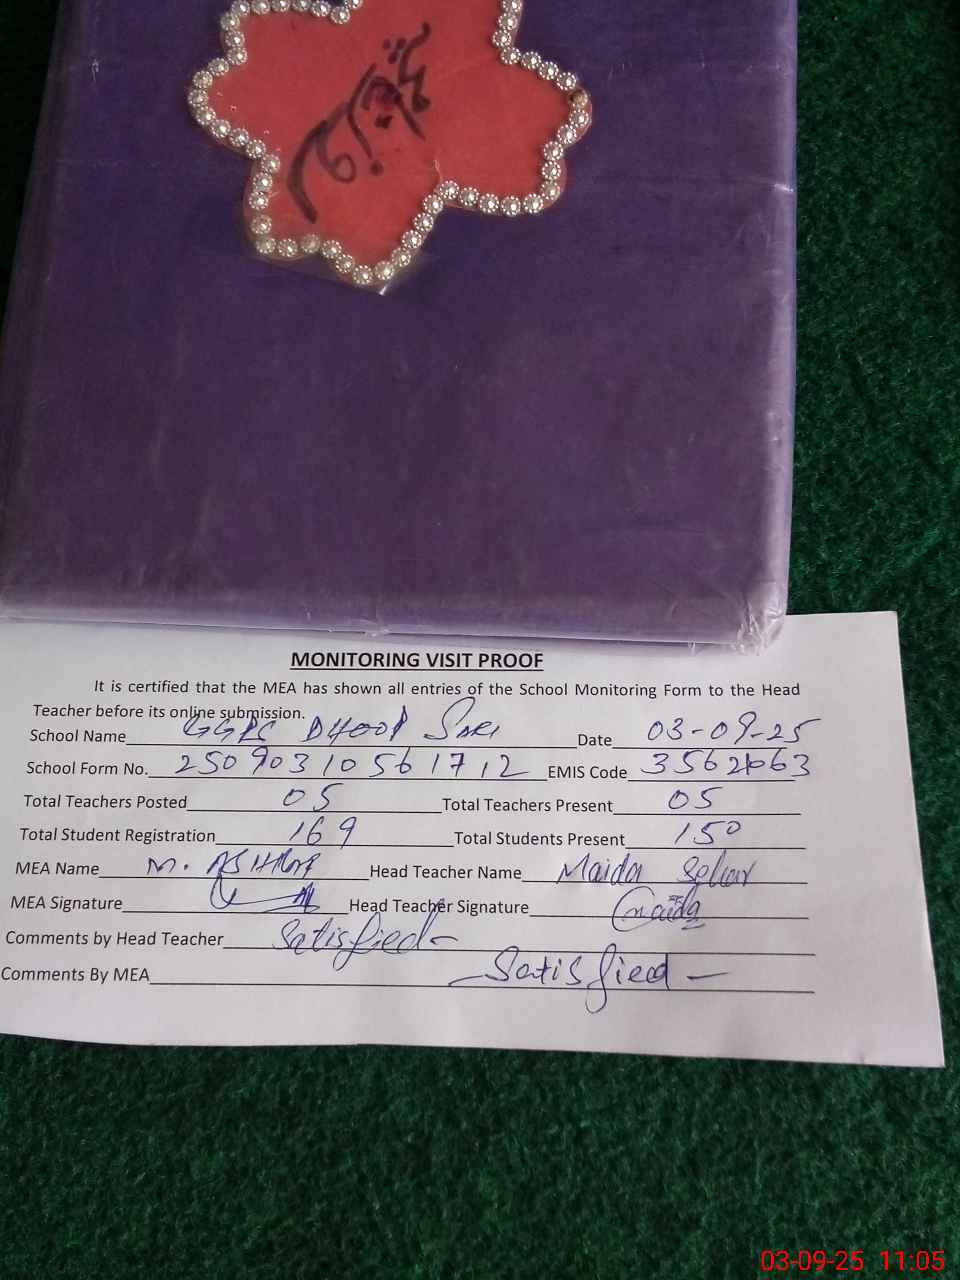 روزنامچہ
MONITORING VISIT PROOF
It is certified that the MEA has shown all entries of the School Monitoring Form to the Head
Teacher before its online submission.
School Name GGPS DHOOP Sari Date 03-09-25
School Form No. 2509031056 1712 EMIS Code
Total Teachers Posted 05 Total Teachers Present 05
Total Student Registration 169 Total Students Present 150
MEA Name M. Head Teacher Name Maida Sehar
MEA Signature Head Teacher Signature maida
Comments by Head Teacher Satisfied-
Comments By MEA - Satisfied -
03-09-25 11:05